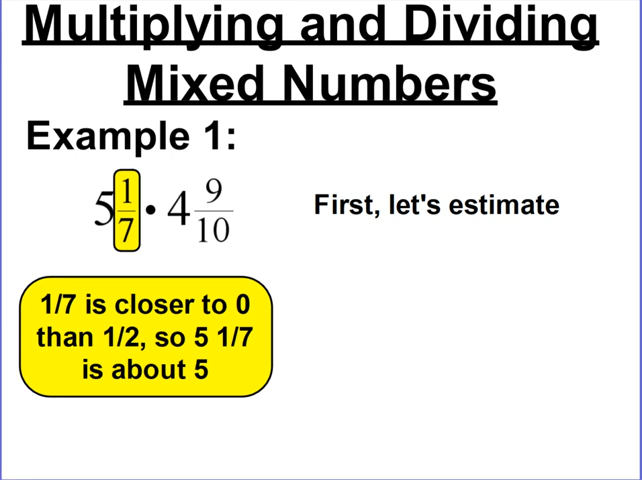 Multiplying and Dividing
Mixed Numbers
Example 1:
5 1/7 • 4 9/10
First, let's estimate
1/7 is closer to 0
than 1/2, so 5 1/7
is about 5